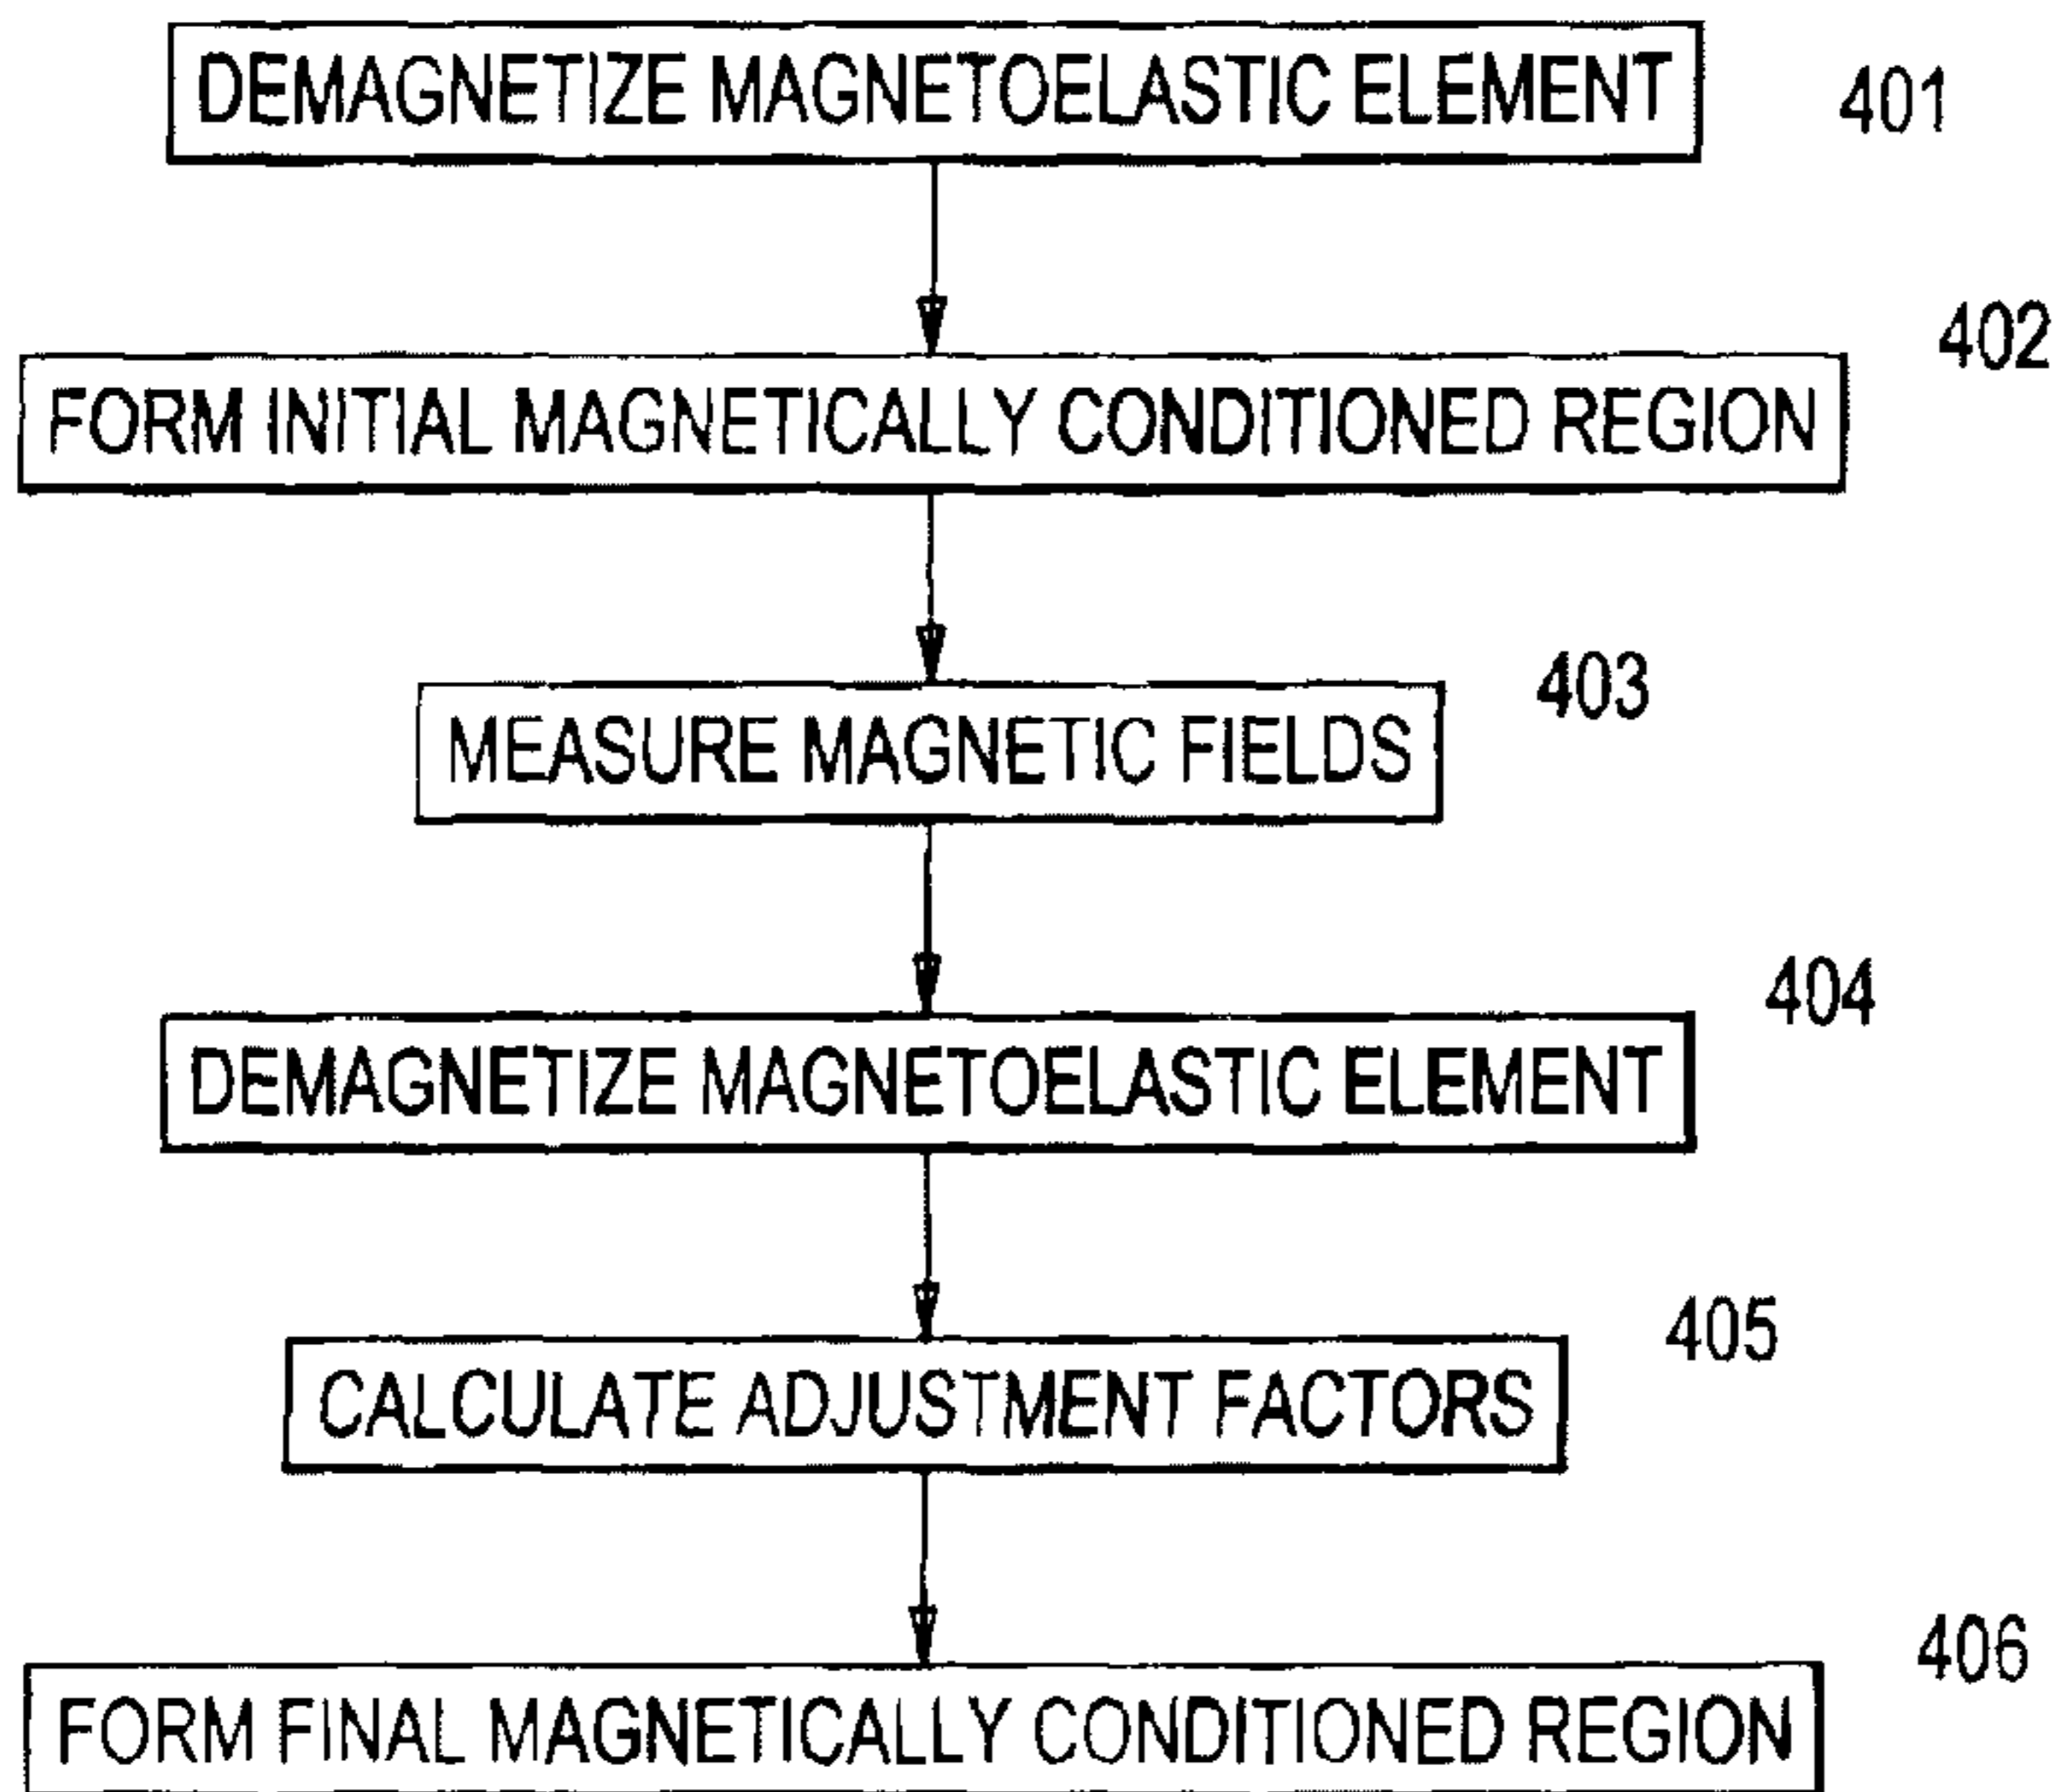 DEMAGNETIZE MAGNETOELASTIC ELEMENT
401
402
FORM INITIAL MAGNETICALLY CONDITIONED REGION
403
MEASURE MAGNETIC FIELDS
404
DEMAGNETIZE MAGNETOELASTIC ELEMENT
405
CALCULATE ADJUSTMENT FACTORS
406
FORM FINAL MAGNETICALLY CONDITIONED REGION